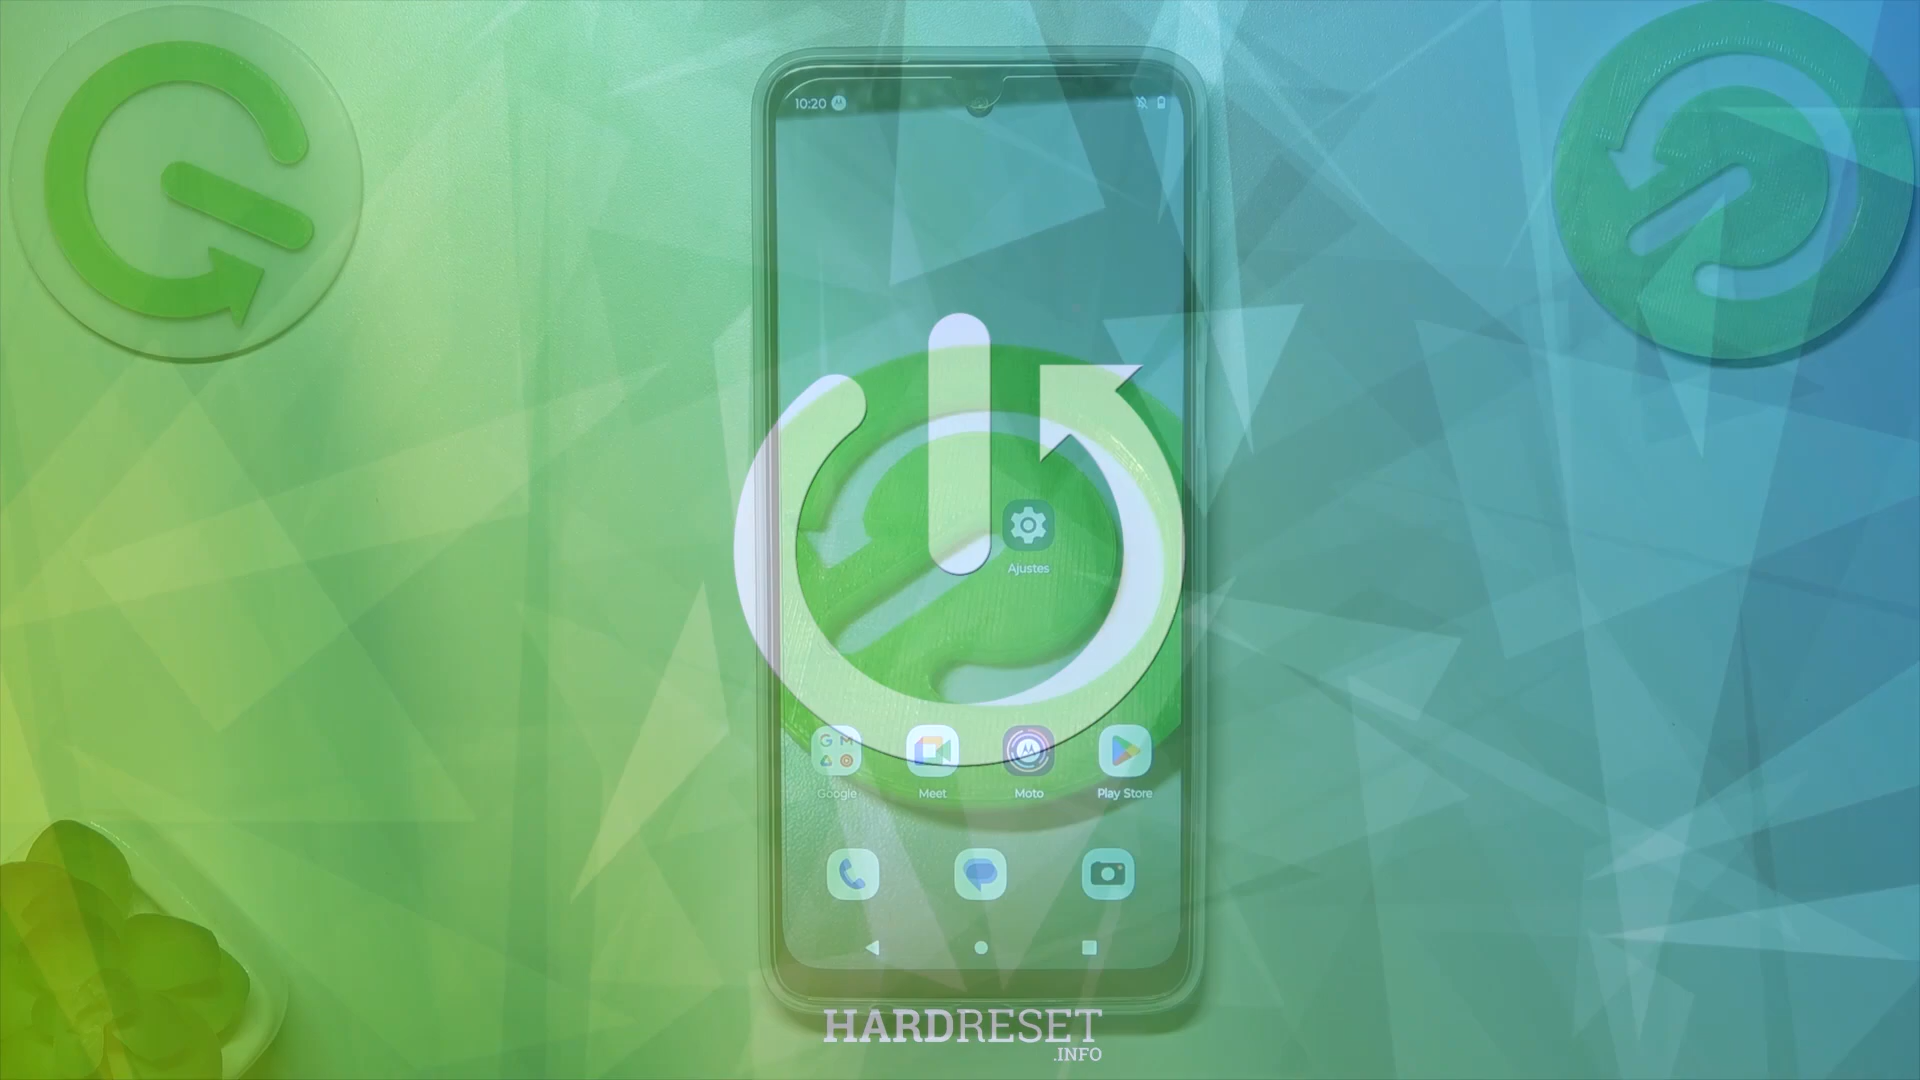 10:20
Ajustes
G M
Google
Meet
Moto
Play Store
HARDRESET
.INFO